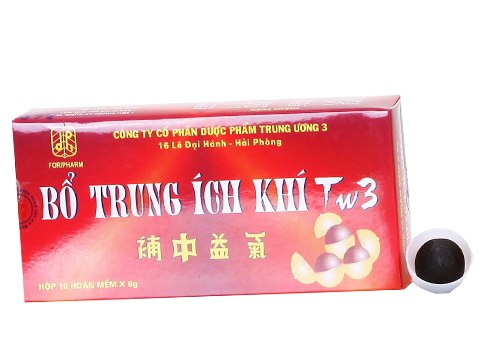 CÔNG TY CỔ PHẦN DƯỢC PHẨM TRUNG ƯƠNG 3
16 Lê Đại Hành - Hải Phòng
FORIPHARM
BỔ TRUNG ÍCH KHÍ TW3
補中益氣
HỘP 10 HOÀN MỀM X 8g